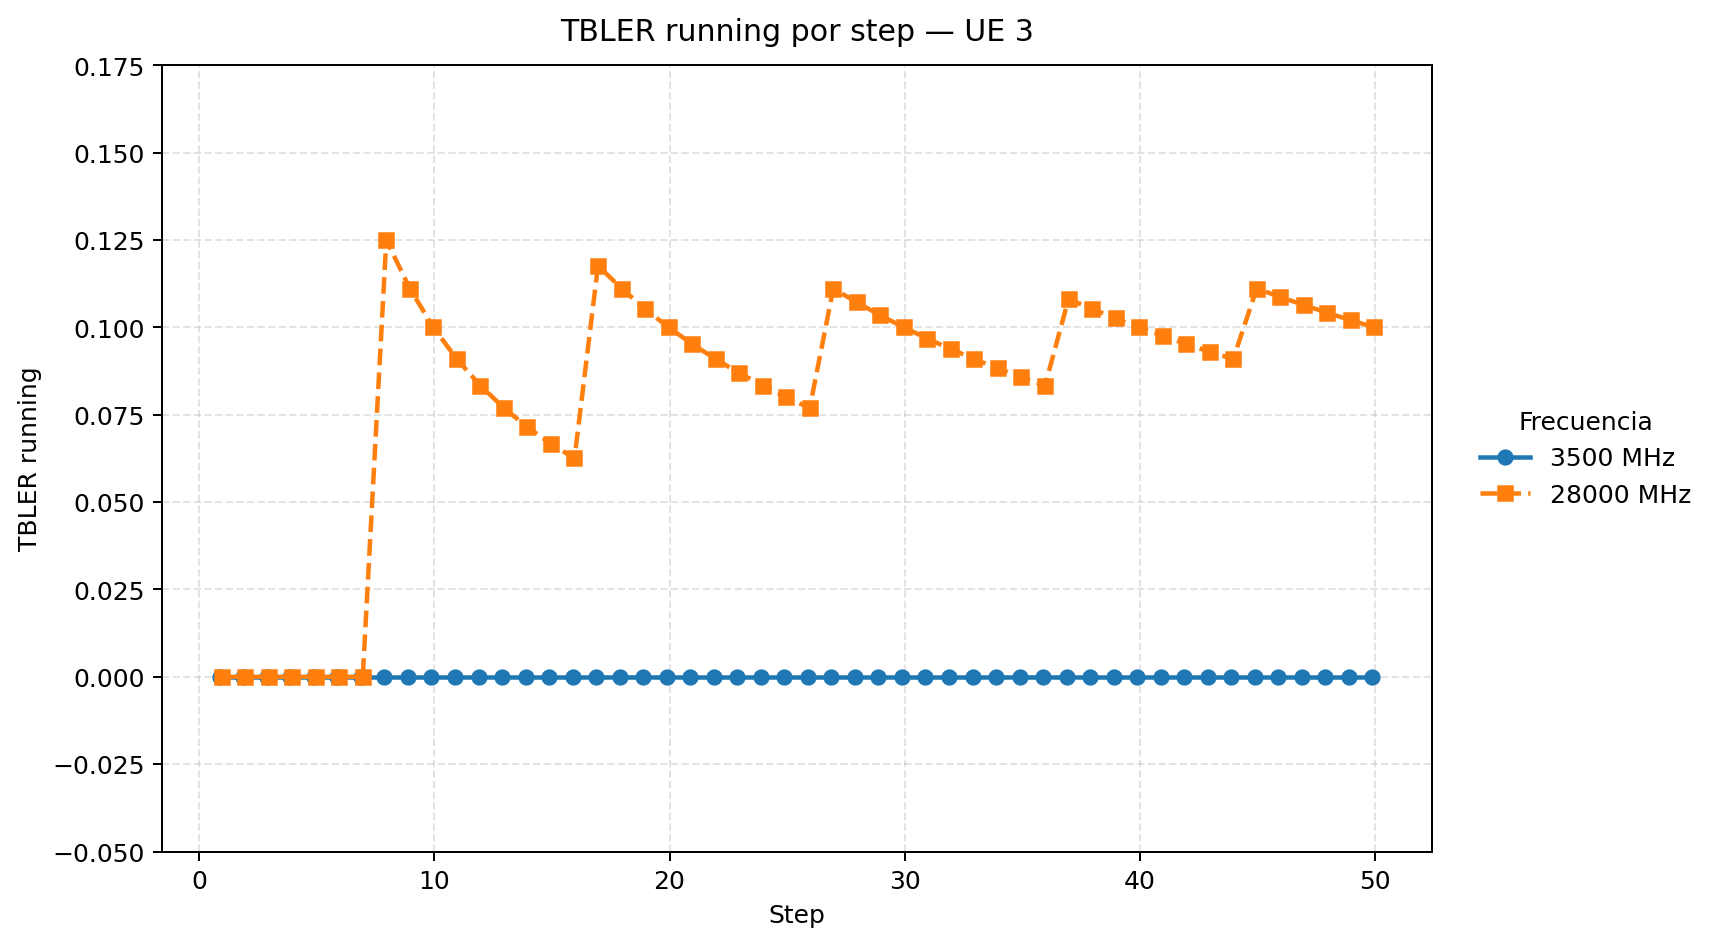 TBLER running por step — UE 3
0.175
0.150
0.125
0.100
0.075
0.050
0.025
0.000
−0.025
−0.050
TBLER running
0 10 20 30 40 50
Step
Frecuencia
3500 MHz
28000 MHz